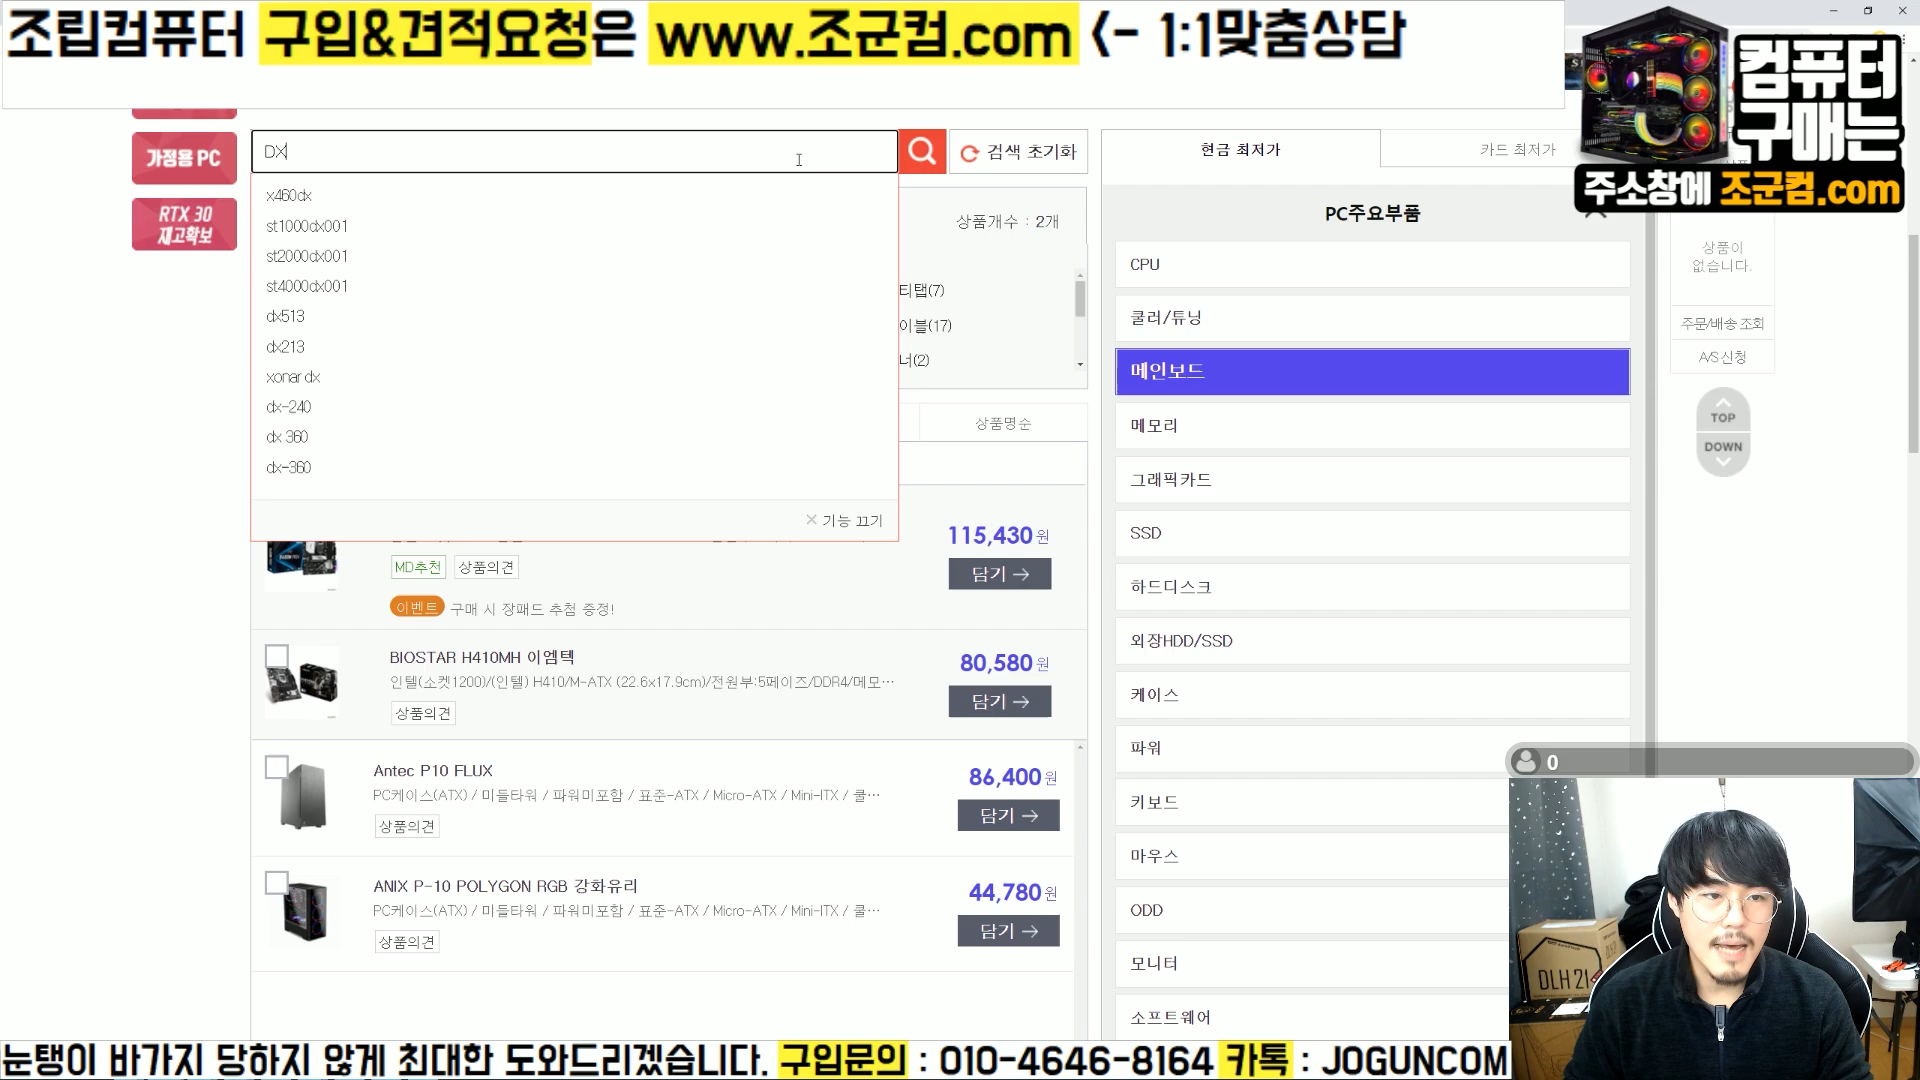 조립컴퓨터 구입&견적요청은 www.조군컴.com <- 1:1맞춤상담
컴퓨터
구매는
주소창에 조군컴.com
가정용 PC
RTX 30
재고확보
DX
검색 초기화
x460dx
st1000dx001
st2000dx001
st4000dx001
dx513
dx213
xonar dx
dx-240
dx 360
dx-360
× 기능 끄기
상품개수 : 2개
티탭(7)
이블(17)
너(2)
상품명순
115,430원
담기 →
MD추천 상품의견
이벤트 구매 시 장패드 추첨 증정!
BIOSTAR H410MH 이엠텍
인텔(소켓1200)/(인텔) H410/M-ATX (22.6x17.9cm)/전원부:5페이즈/DDR4/메모…
상품의견
80,580원
담기 →
Antec P10 FLUX
PC케이스(ATX) / 미들타워 / 파워미포함 / 표준-ATX / Micro-ATX / Mini-ITX / 쿨…
상품의견
86,400원
담기 →
ANIX P-10 POLYGON RGB 강화유리
PC케이스(ATX) / 미들타워 / 파워미포함 / 표준-ATX / Micro-ATX / Mini-ITX / 쿨…
상품의견
44,780원
담기 →
현금 최저가
카드 최저가
PC주요부품
CPU
쿨러/튜닝
메인보드
메모리
그래픽카드
SSD
하드디스크
외장HDD/SSD
케이스
파워
키보드
마우스
ODD
모니터
소프트웨어
상품이
없습니다.
주문/배송 조회
A/S 신청
TOP
DOWN
0
DLH 21
눈탱이 바가지 당하지 않게 최대한 도와드리겠습니다. 구입문의 : 010-4646-8164 카톡 : JOGUNCOM